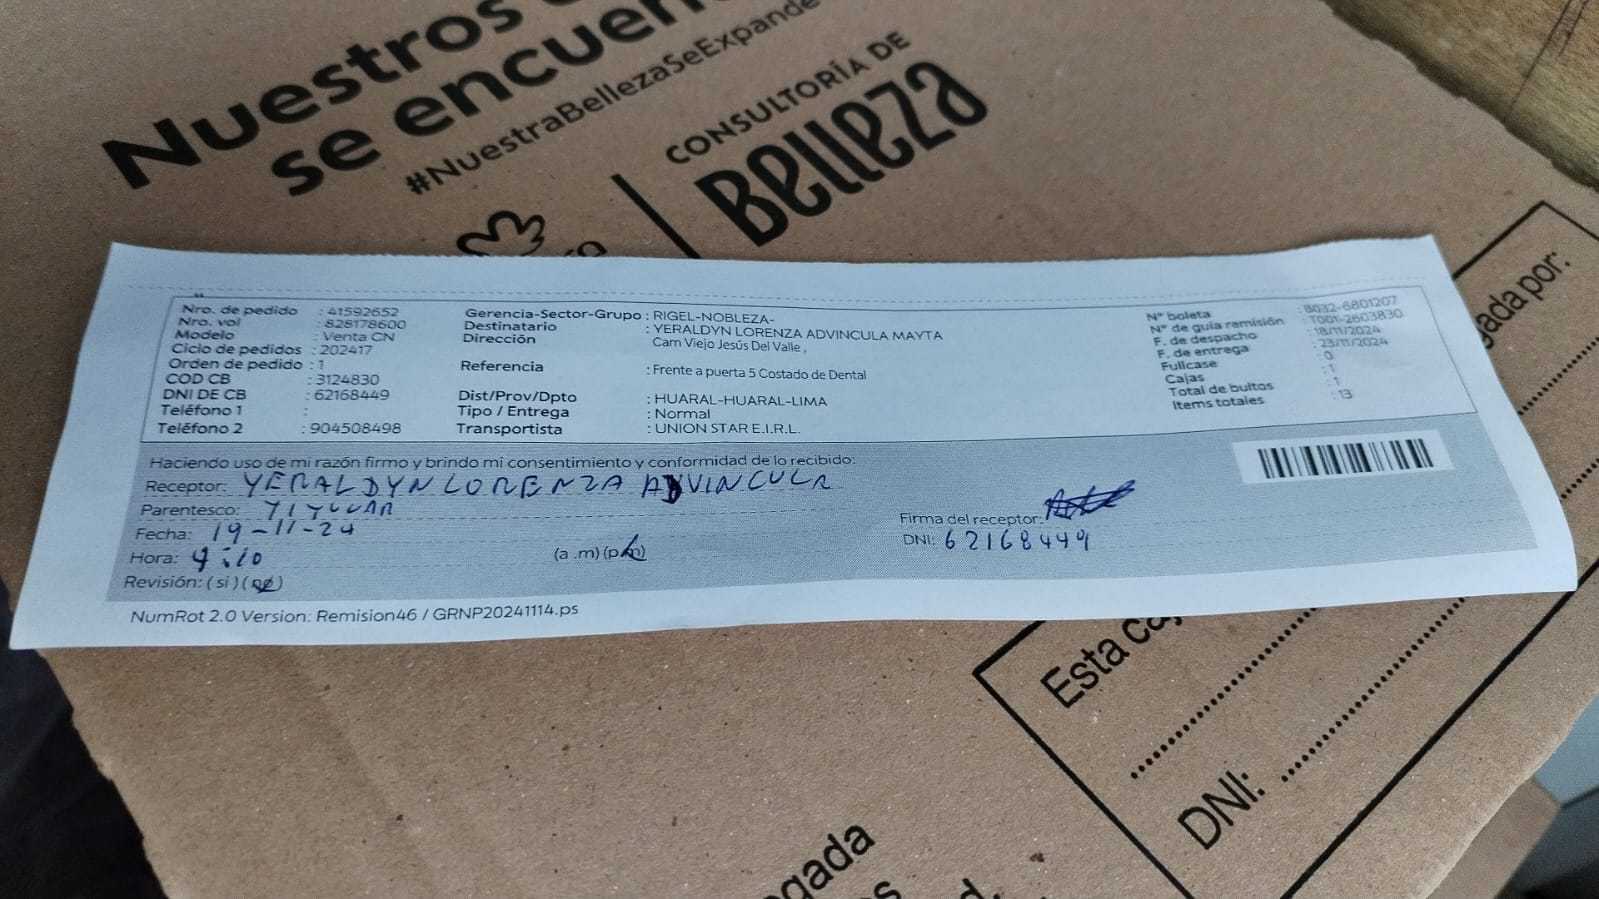 Nuestros
se encuen
#NuestraBellezaSeExpande
CONSULTORÍA DE
Belleza
Nro. de pedido : 41592652
Nro. vol : 828178600
Modelo : Venta CN
Ciclo de pedidos : 202417
Orden de pedido : 1
COD CB : 3124830
DNI DE CB : 62168449
Teléfono 1 :
Teléfono 2 : 904508498
Gerencia-Sector-Grupo : RIGEL-NOBLEZA-
Destinatario : YERALDYN LORENZA ADVINCULA MAYTA
Dirección Cam Viejo Jesús Del Valle ,
Referencia : Frente a puerta 5 Costado de Dental
Dist/Prov/Dpto : HUARAL-HUARAL-LIMA
Tipo / Entrega : Normal
Transportista : UNION STAR E.I.R.L.
N° boleta : B032-6801207
N° de guía remisión : T001-2603830
F. de despacho : 18/11/2024
F. de entrega : 23/11/2024
Fullcase : 0
Cajas : 1
Total de bultos : 1
Items totales : 13
Haciendo uso de mi razón firmo y brindo mi consentimiento y conformidad de lo recibido:
Receptor: YERALDYN LORENZA ADVINCULA
Parentesco: TITULAR
Fecha: 19-11-24
Hora: 4:10 (a .m) (p.m)
Revisión: ( si ) ( no )
Firma del receptor:
DNI: 62168449
NumRot 2.0 Version: Remision46 / GRNP20241114.ps
gada por:
Esta caj
DNI:
gada